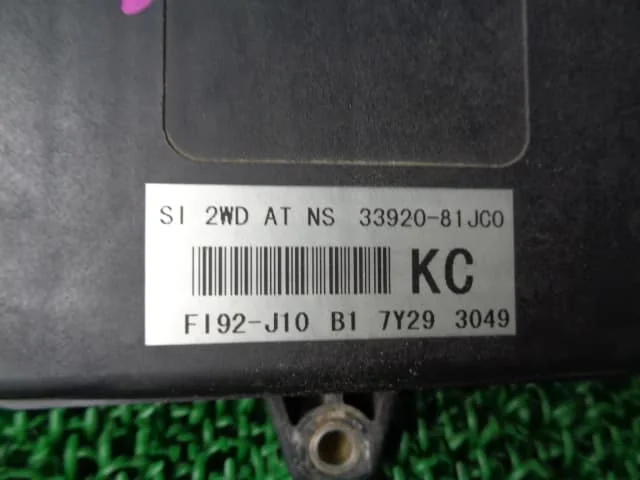 SI 2WD AT NS 33920-81JC0
KC
FI92-J10 B1 7Y29 3049